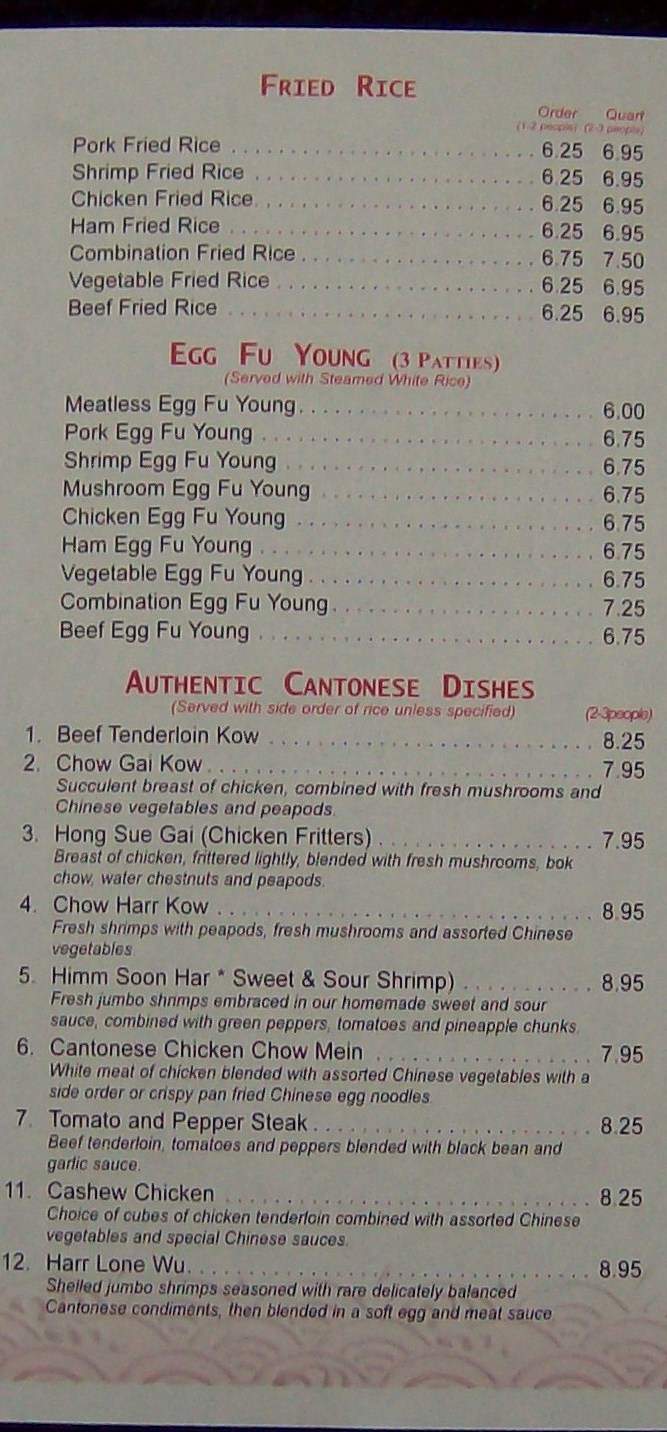 FRIED RICE
Order Quart
(1-2 people) (2-3 people)
Pork Fried Rice 6.25 6.95
Shrimp Fried Rice 6.25 6.95
Chicken Fried Rice 6.25 6.95
Ham Fried Rice 6.25 6.95
Combination Fried Rice 6.75 7.50
Vegetable Fried Rice 6.25 6.95
Beef Fried Rice 6.25 6.95
EGG FU YOUNG (3 PATTIES)
(Served with Steamed White Rice)
Meatless Egg Fu Young 6.00
Pork Egg Fu Young 6.75
Shrimp Egg Fu Young 6.75
Mushroom Egg Fu Young 6.75
Chicken Egg Fu Young 6.75
Ham Egg Fu Young 6.75
Vegetable Egg Fu Young 6.75
Combination Egg Fu Young 7.25
Beef Egg Fu Young 6.75
AUTHENTIC CANTONESE DISHES
(Served with side order of rice unless specified) (2-3people)
1. Beef Tenderloin Kow 8.25
2. Chow Gai Kow 7.95
Succulent breast of chicken, combined with fresh mushrooms and
Chinese vegetables and peapods.
3. Hong Sue Gai (Chicken Fritters) 7.95
Breast of chicken, frittered lightly, blended with fresh mushrooms, bok
chow, water chestnuts and peapods.
4. Chow Harr Kow 8.95
Fresh shrimps with peapods, fresh mushrooms and assorted Chinese
vegetables
5. Himm Soon Har * Sweet & Sour Shrimp) 8.95
Fresh jumbo shrimps embraced in our homemade sweet and sour
sauce, combined with green peppers, tomatoes and pineapple chunks.
6. Cantonese Chicken Chow Mein 7.95
White meat of chicken blended with assorted Chinese vegetables with a
side order or crispy pan fried Chinese egg noodles.
7. Tomato and Pepper Steak 8.25
Beef tenderloin, tomatoes and peppers blended with black bean and
garlic sauce.
11. Cashew Chicken 8.25
Choice of cubes of chicken tenderloin combined with assorted Chinese
vegetables and special Chinese sauces.
12. Harr Lone Wu 8.95
Shelled jumbo shrimps seasoned with rare delicately balanced
Cantonese condiments, then blended in a soft egg and meat sauce